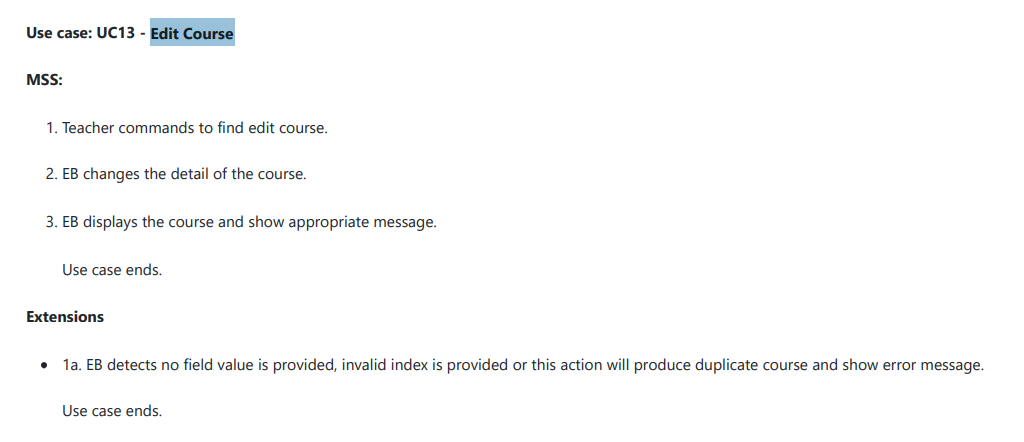 Use case: UC13 - Edit Course
MSS:
1. Teacher commands to find edit course.
2. EB changes the detail of the course.
3. EB displays the course and show appropriate message.
Use case ends.
Extensions
• 1a. EB detects no field value is provided, invalid index is provided or this action will produce duplicate course and show error message.
Use case ends.